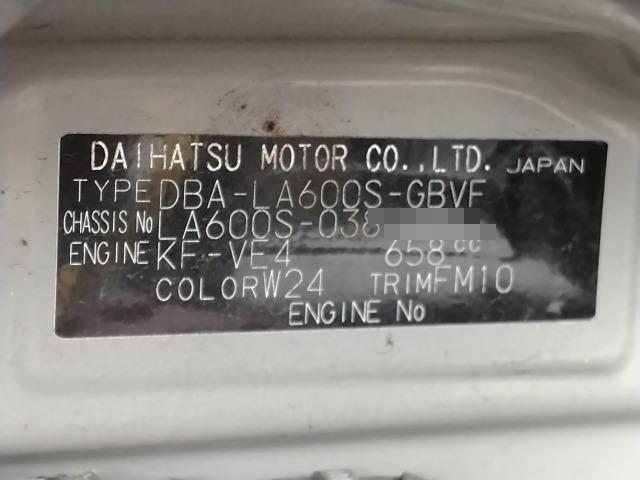 DAIHATSU MOTOR CO.,LTD. JAPAN
TYPE DBA-LA600S-GBVF
CHASSIS No LA600S-038
ENGINE KF-VE4 658cc
COLOR W24 TRIM FM10
ENGINE No